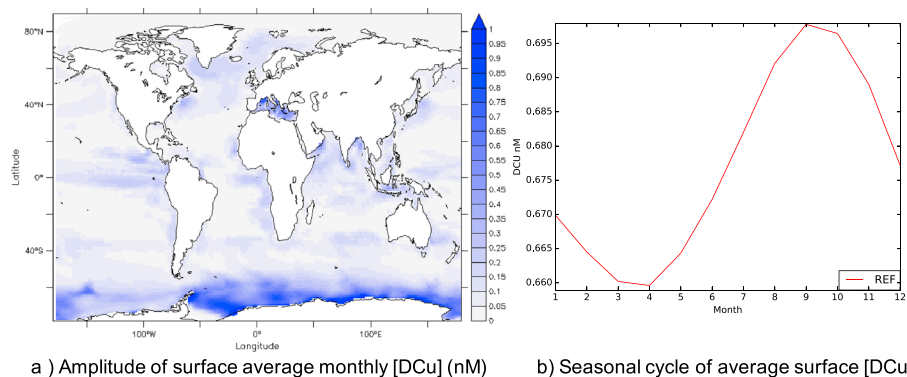 80°N
40°N
0°
40°S
Latitude
100°W
0°
100°E
Longitude
1
0.95
0.9
0.85
0.8
0.75
0.7
0.65
0.6
0.55
0.5
0.45
0.4
0.35
0.3
0.25
0.2
0.15
0.1
0.05
0
a ) Amplitude of surface average monthly [DCu] (nM)
0.695
0.690
0.685
0.680
0.675
0.670
0.665
0.660
DCU nM
REF
1 2 3 4 5 6 7 8 9 10 11 12
Month
b) Seasonal cycle of average surface [DCu